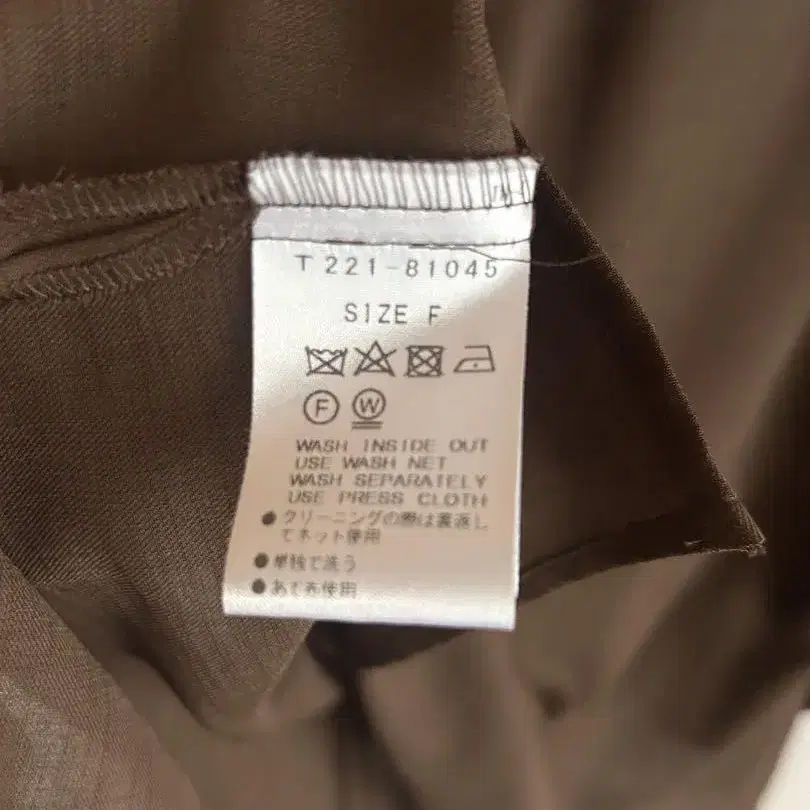 T 221-81045
SIZE F
F W
WASH INSIDE OUT
USE WASH NET
WASH SEPARATELY
USE PRESS CLOTH
●クリーニングの際は裏返し
てネット使用
●単独で洗う
●あて布使用